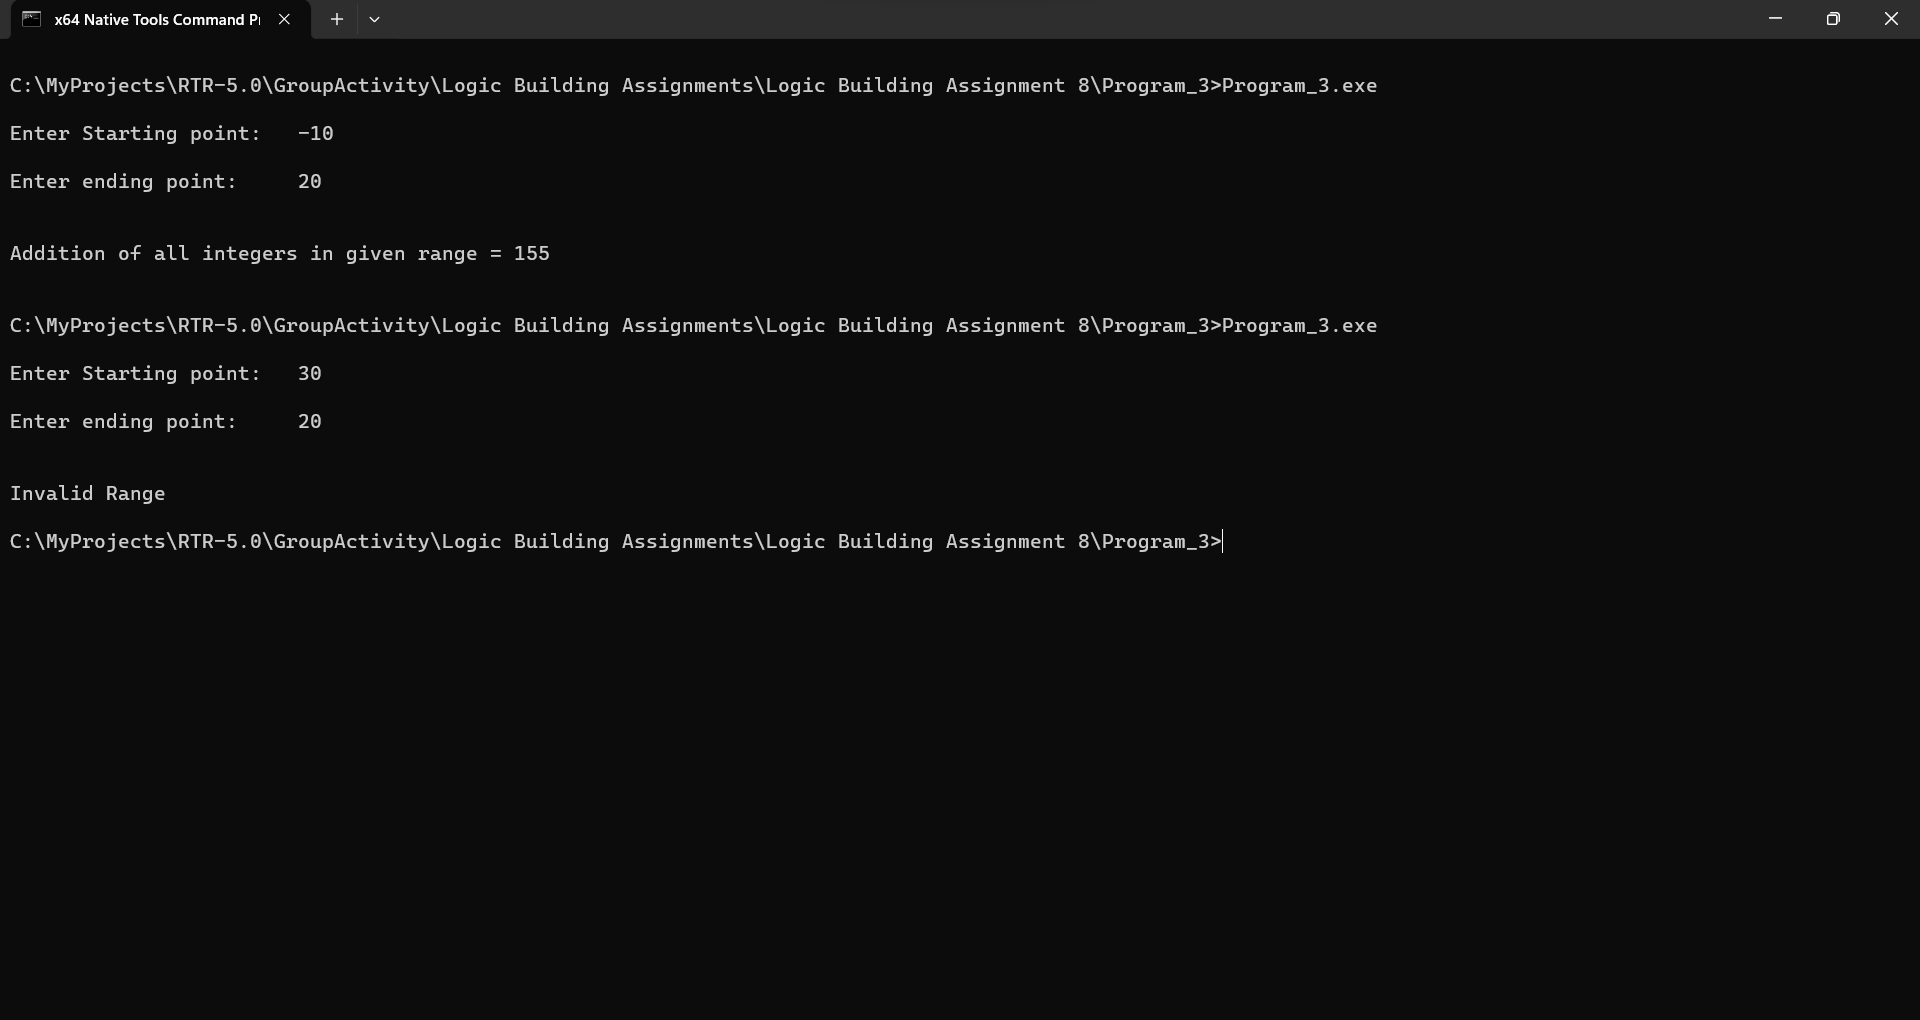 x64 Native Tools Command P
C:\MyProjects\RTR-5.0\GroupActivity\Logic Building Assignments\Logic Building Assignment 8\Program_3>Program_3.exe
Enter Starting point:   -10
Enter ending point:     20
Addition of all integers in given range = 155
C:\MyProjects\RTR-5.0\GroupActivity\Logic Building Assignments\Logic Building Assignment 8\Program_3>Program_3.exe
Enter Starting point:   30
Enter ending point:     20
Invalid Range
C:\MyProjects\RTR-5.0\GroupActivity\Logic Building Assignments\Logic Building Assignment 8\Program_3>